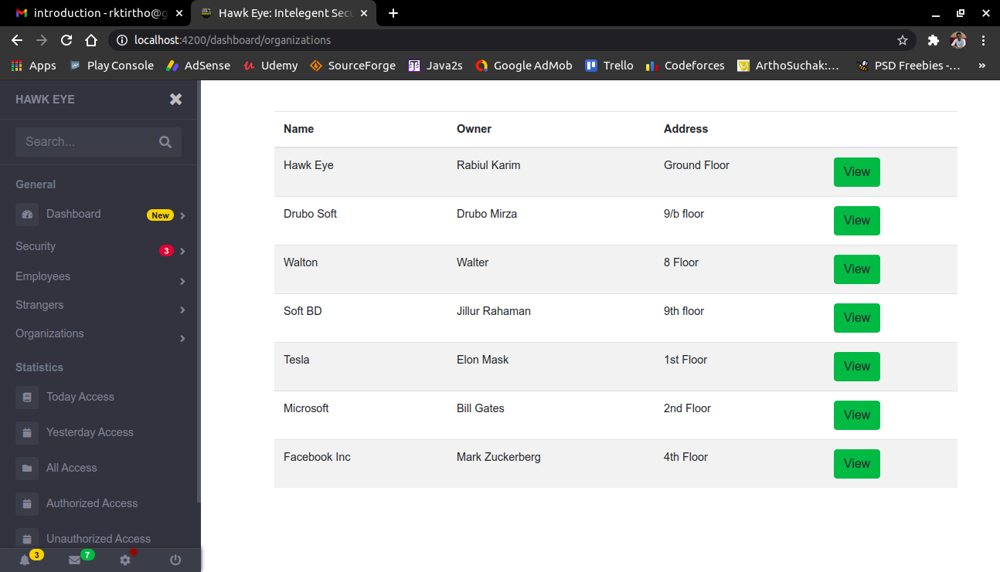 introduction - rktirtho@g
Hawk Eye: Intelegent Secu
localhost:4200/dashboard/organizations
Apps
Play Console
AdSense
Udemy
SourceForge
Java2s
Google AdMob
Trello
Codeforces
ArthoSuchak:...
PSD Freebies -...
»
HAWK EYE
Search...
General
Dashboard New
Security 3
Employees
Strangers
Organizations
Statistics
Today Access
Yesterday Access
All Access
Authorized Access
Unauthorized Access
3 7
Name Owner Address
Hawk Eye Rabiul Karim Ground Floor View
Drubo Soft Drubo Mirza 9/b floor View
Walton Walter 8 Floor View
Soft BD Jillur Rahaman 9th floor View
Tesla Elon Mask 1st Floor View
Microsoft Bill Gates 2nd Floor View
Facebook Inc Mark Zuckerberg 4th Floor View